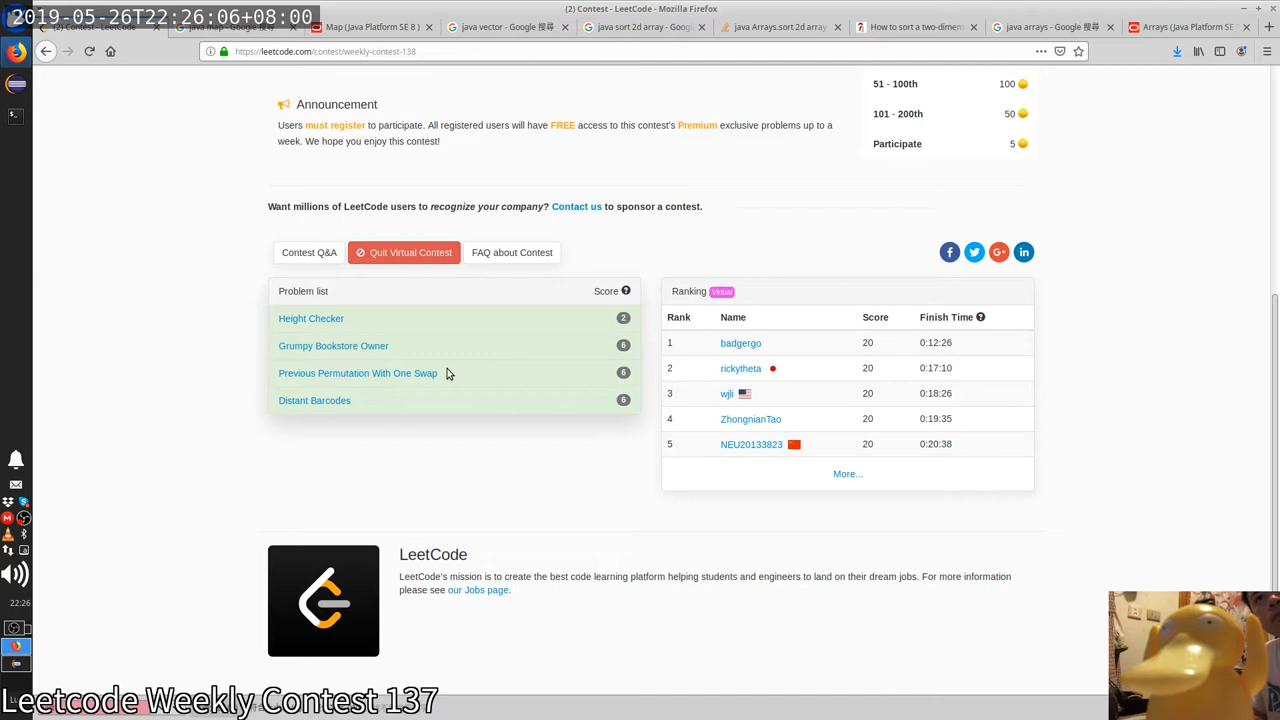 2019-05-26T22:26:06+08:00
(2) Contest - LeetCode - Mozilla Firefox
(2) Contest - LeetCode
java map - Google 搜尋
Map (Java Platform SE 8 )
java vector - Google 搜尋
java sort 2d array - Google
java Arrays.sort 2d array
How to sort a two-dimen
java arrays - Google 搜尋
Arrays (Java Platform SE
https://leetcode.com/contest/weekly-contest-138
51 - 100th 100
Announcement
101 - 200th 50
Users must register to participate. All registered users will have FREE access to this contest's Premium exclusive problems up to a
week. We hope you enjoy this contest!
Participate 5
Want millions of LeetCode users to recognize your company? Contact us to sponsor a contest.
Contest Q&A Quit Virtual Contest FAQ about Contest
Problem list Score
Height Checker 2
Grumpy Bookstore Owner 6
Previous Permutation With One Swap 6
Distant Barcodes 6
Ranking Virtual
Rank Name Score Finish Time
1 badgergo 20 0:12:26
2 rickytheta 20 0:17:10
3 wjli 20 0:18:26
4 ZhongnianTao 20 0:19:35
5 NEU20133823 20 0:20:38
More...
LeetCode
LeetCode's mission is to create the best code learning platform helping students and engineers to land on their dream jobs. For more information
please see our Jobs page.
22:26
Leetcode Weekly Contest 137